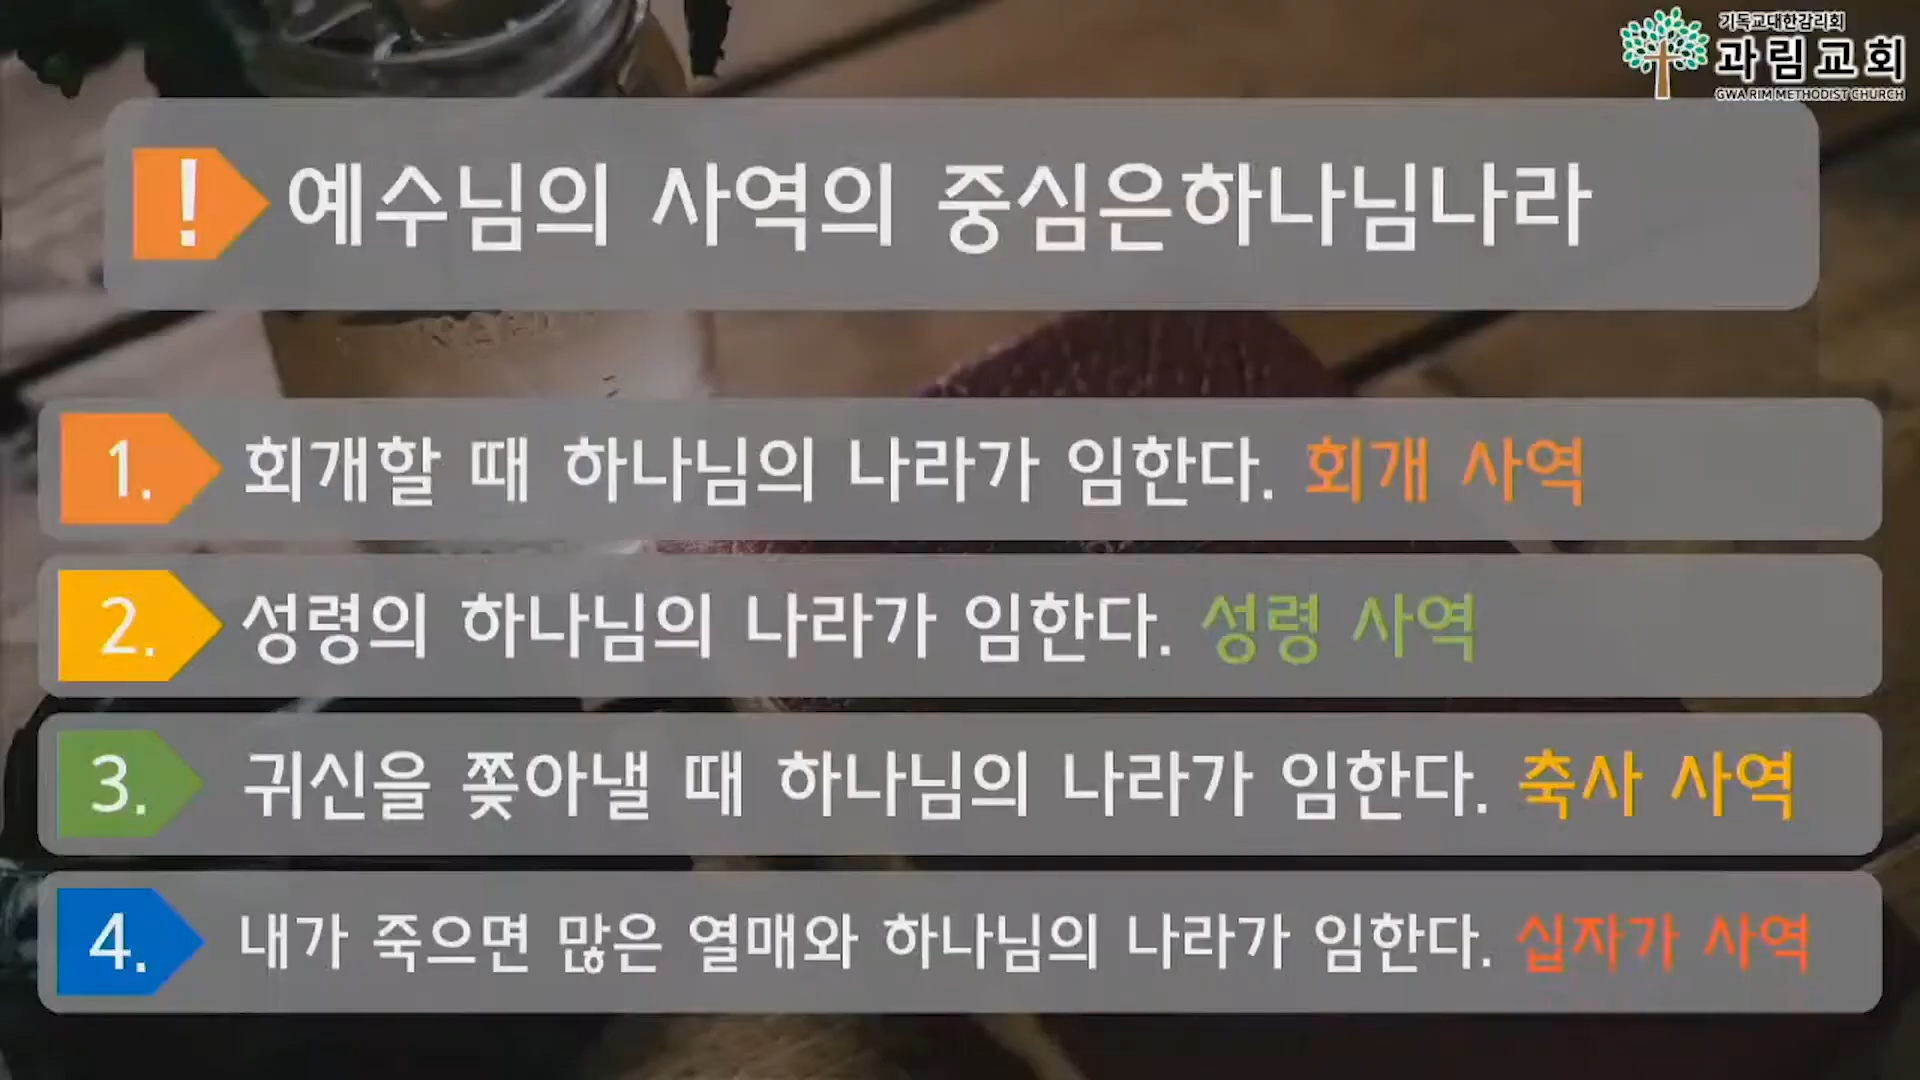 기독교대한감리회
과림교회
GWA RIM METHODIST CHURCH
! 예수님의 사역의 중심은하나님나라
1. 회개할 때 하나님의 나라가 임한다. 회개 사역
2. 성령의 하나님의 나라가 임한다. 성령 사역
3. 귀신을 쫓아낼 때 하나님의 나라가 임한다. 축사 사역
4. 내가 죽으면 많은 열매와 하나님의 나라가 임한다. 십자가 사역